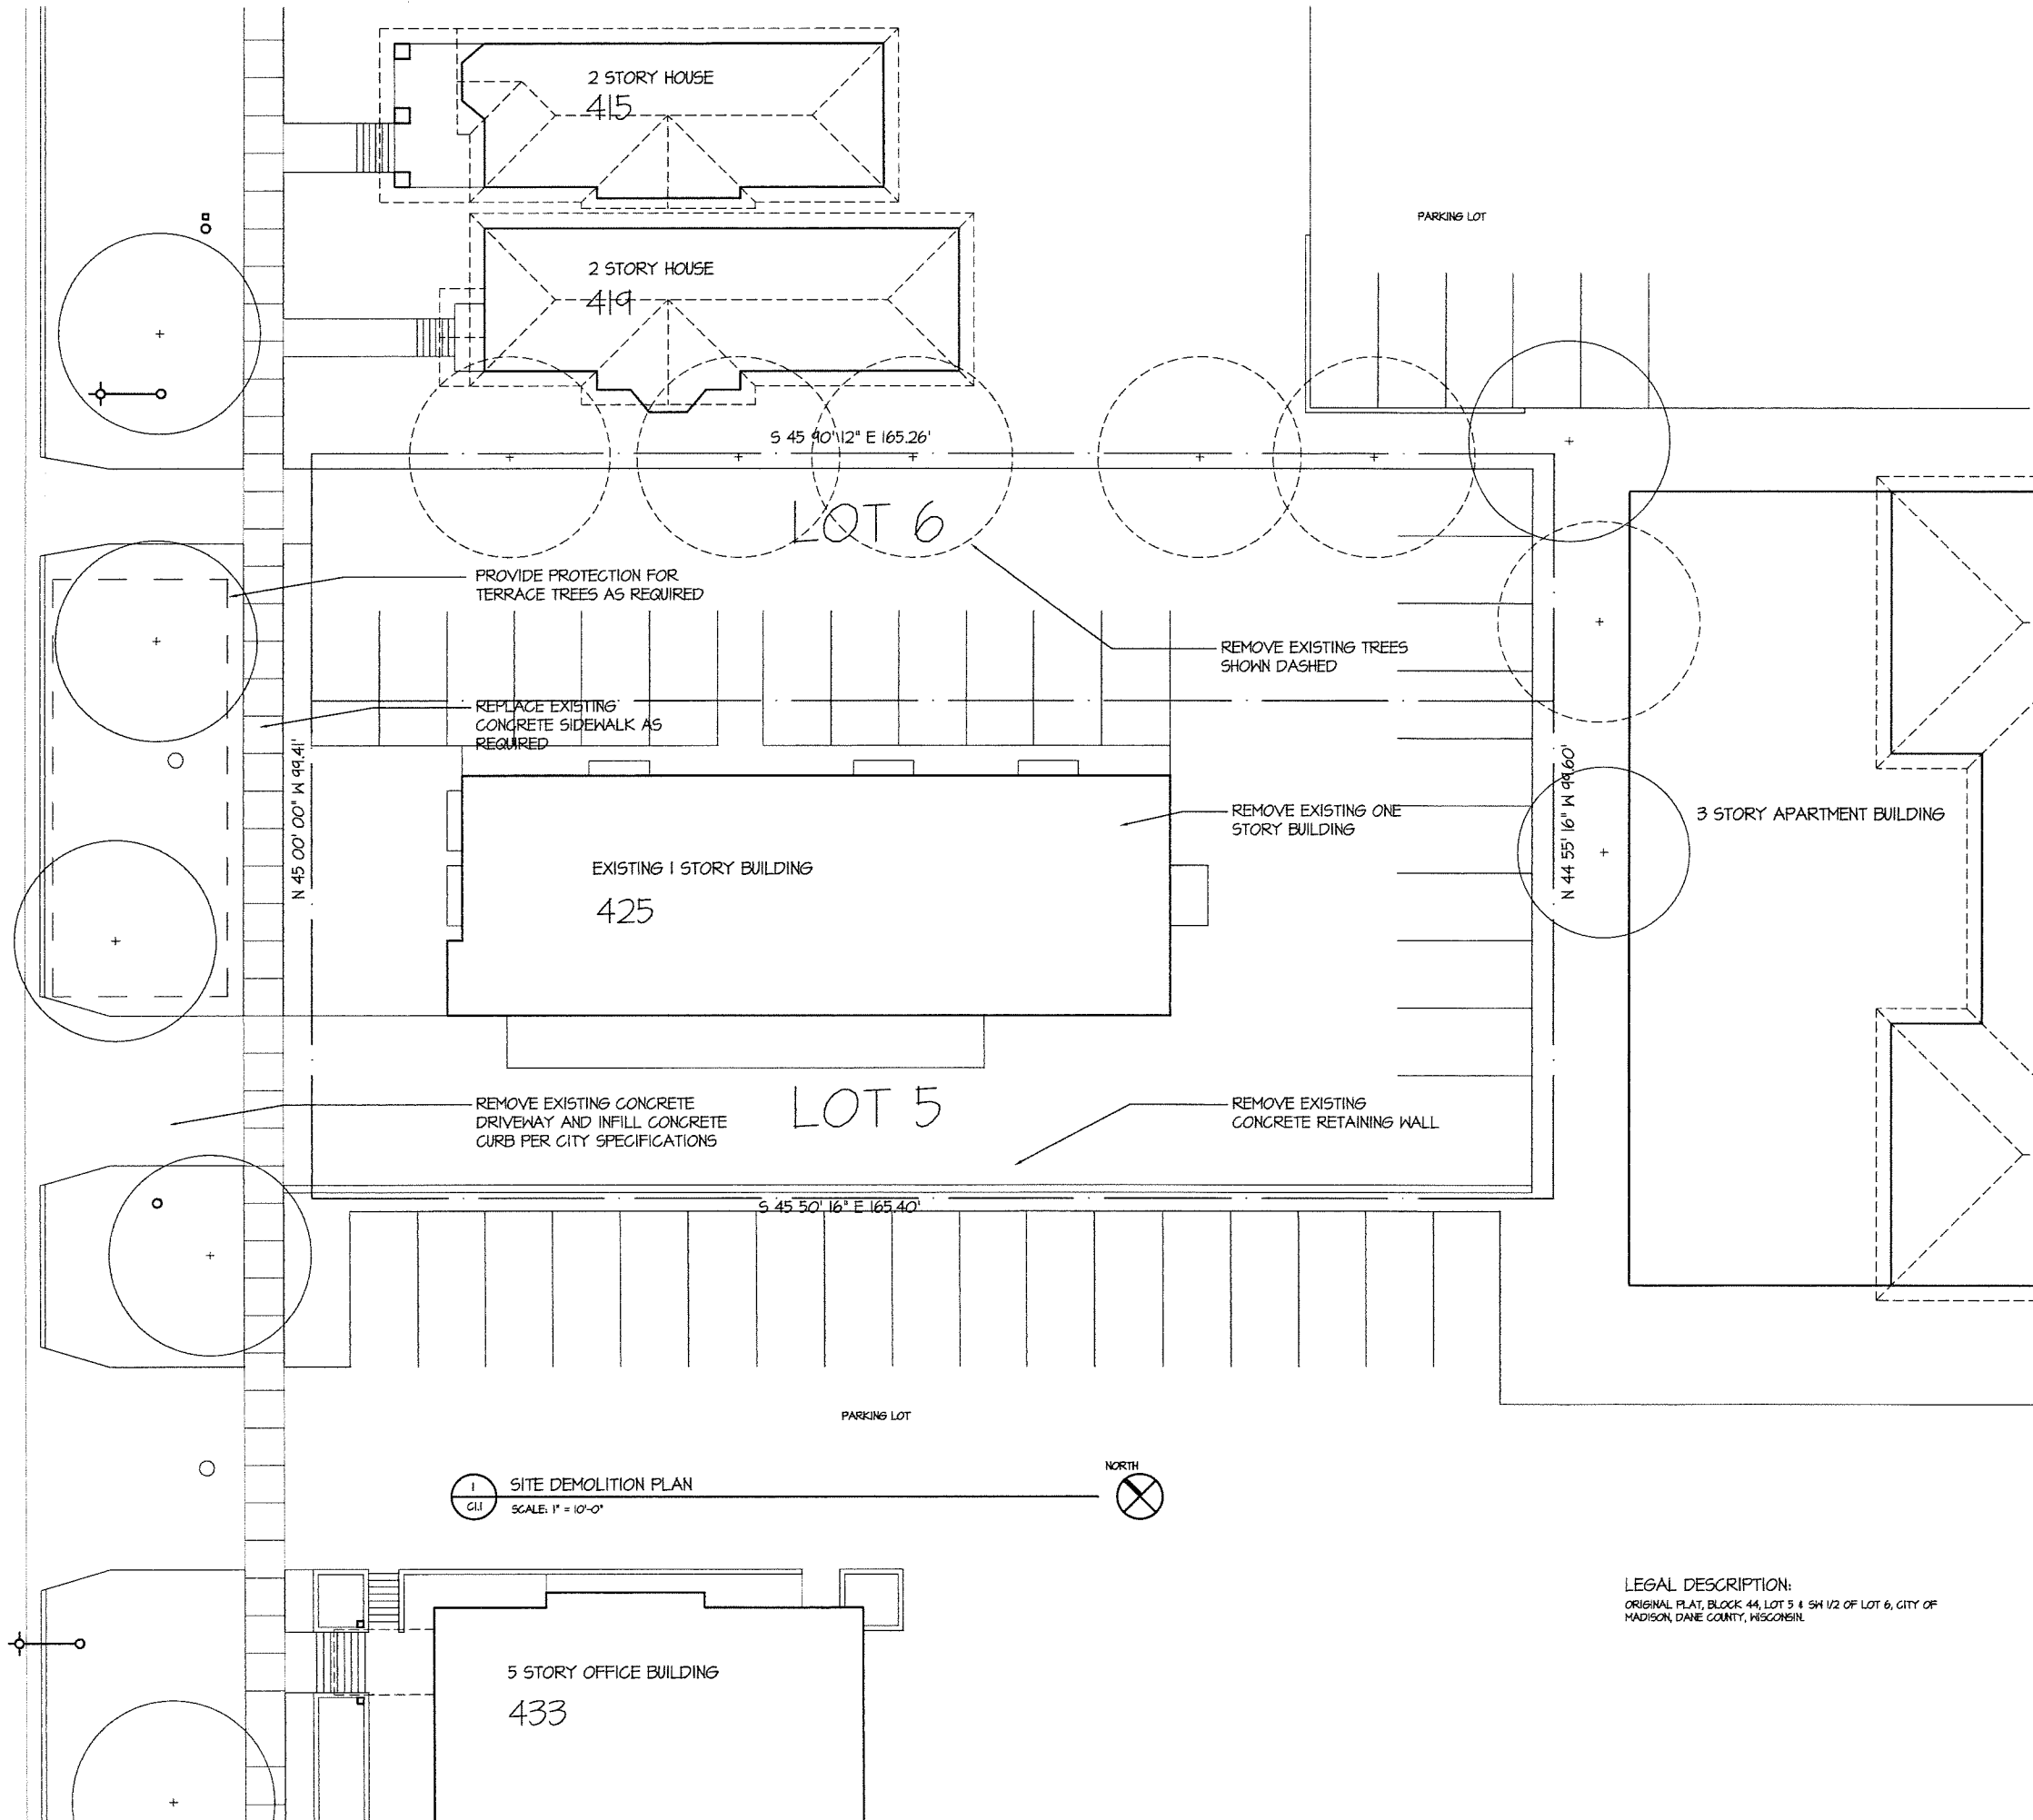 2 STORY HOUSE
415
PARKING LOT
2 STORY HOUSE
419
S 45 90' 12" E 165.26'
LOT 6
PROVIDE PROTECTION FOR
TERRACE TREES AS REQUIRED
REMOVE EXISTING TREES
SHOWN DASHED
REPLACE EXISTING
CONCRETE SIDEWALK AS
REQUIRED
N 45 00' 00" W 99.41'
N 44 55' 16" W 99.60'
REMOVE EXISTING ONE
STORY BUILDING
3 STORY APARTMENT BUILDING
EXISTING 1 STORY BUILDING
425
LOT 5
REMOVE EXISTING CONCRETE
DRIVEWAY AND INFILL CONCRETE
CURB PER CITY SPECIFICATIONS
REMOVE EXISTING
CONCRETE RETAINING WALL
S 45 50' 16" E 165.40'
PARKING LOT
NORTH
1
C1.1
SITE DEMOLITION PLAN
SCALE: 1" = 10'-0"
LEGAL DESCRIPTION:
ORIGINAL PLAT, BLOCK 44, LOT 5 & SW 1/2 OF LOT 6, CITY OF
MADISON, DANE COUNTY, WISCONSIN.
5 STORY OFFICE BUILDING
433